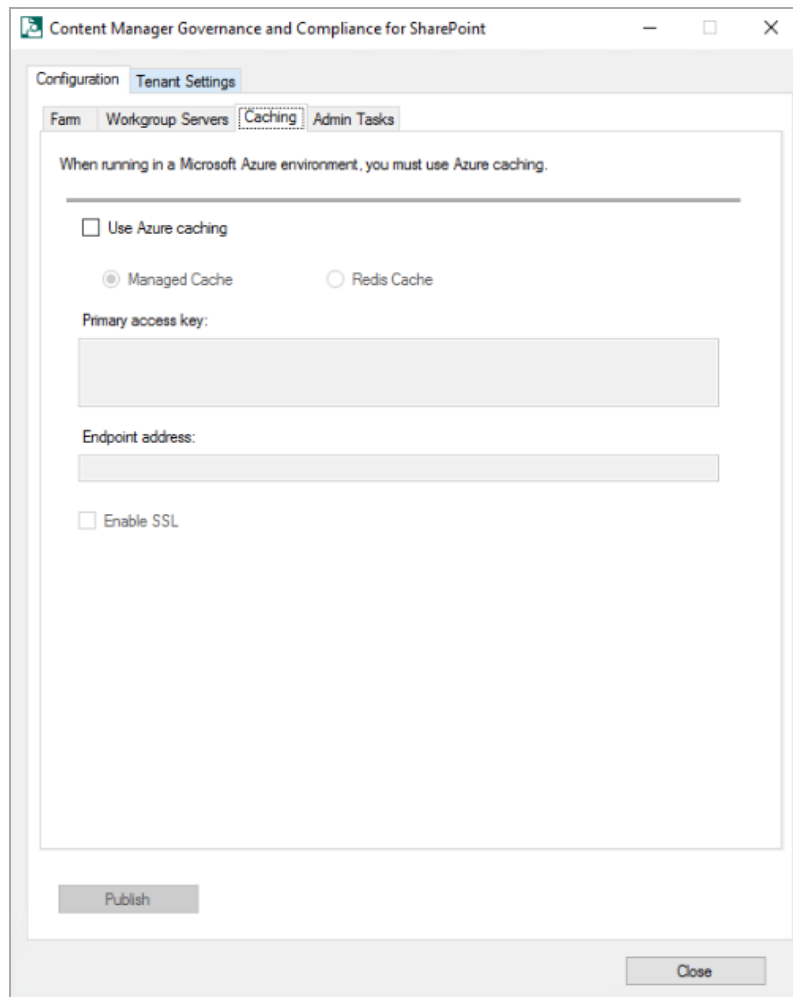 Content Manager Governance and Compliance for SharePoint
Configuration Tenant Settings
Farm Workgroup Servers Caching Admin Tasks
When running in a Microsoft Azure environment, you must use Azure caching.
Use Azure caching
Managed Cache Redis Cache
Primary access key:
Endpoint address:
Enable SSL
Publish
Close